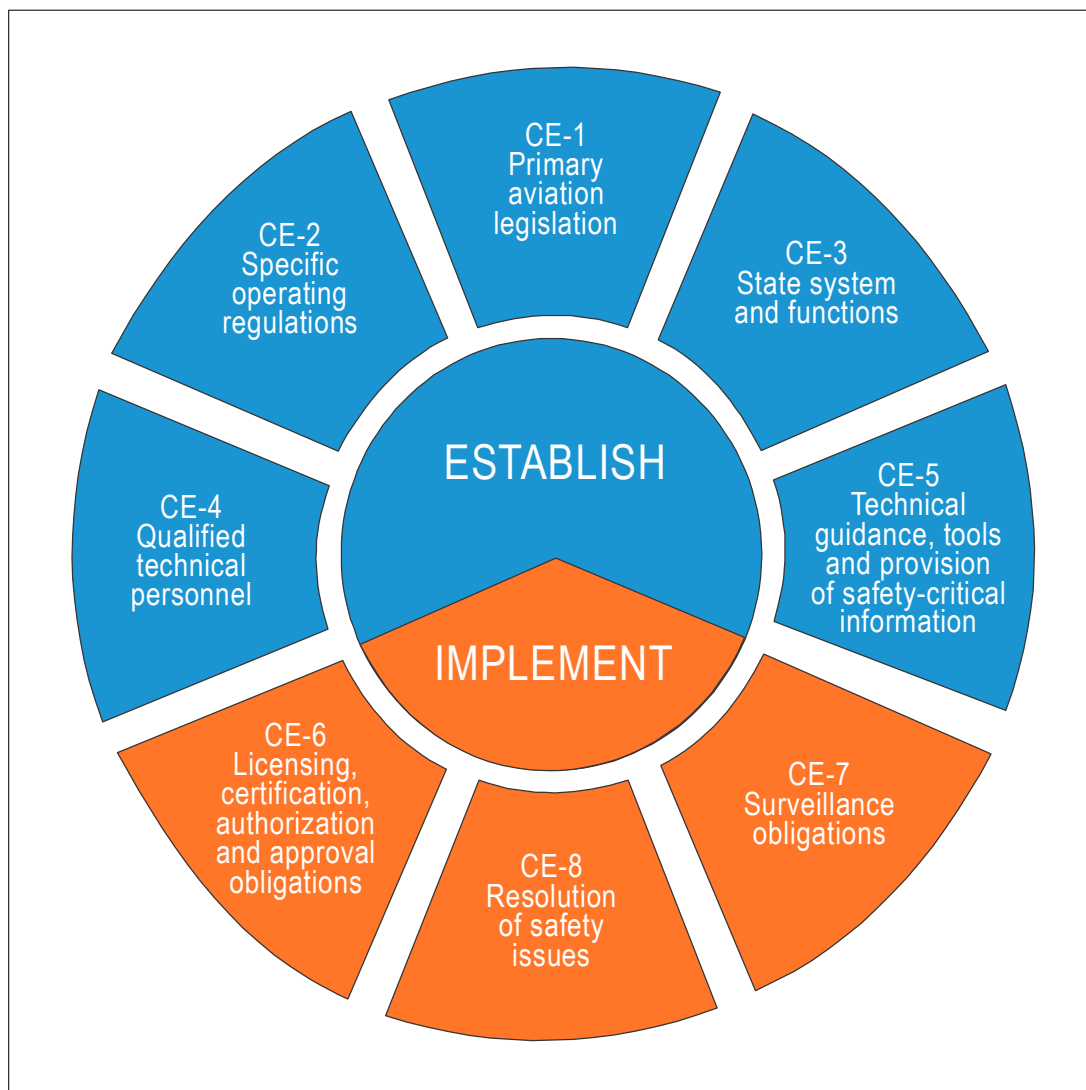 CE-1
Primary
aviation
legislation
CE-2
Specific
operating
regulations
CE-3
State system
and functions
ESTABLISH
CE-4
Qualified
technical
personnel
CE-5
Technical
guidance, tools
and provision
of safety-critical
information
IMPLEMENT
CE-6
Licensing,
certification,
authorization
and approval
obligations
CE-7
Surveillance
obligations
CE-8
Resolution
of safety
issues